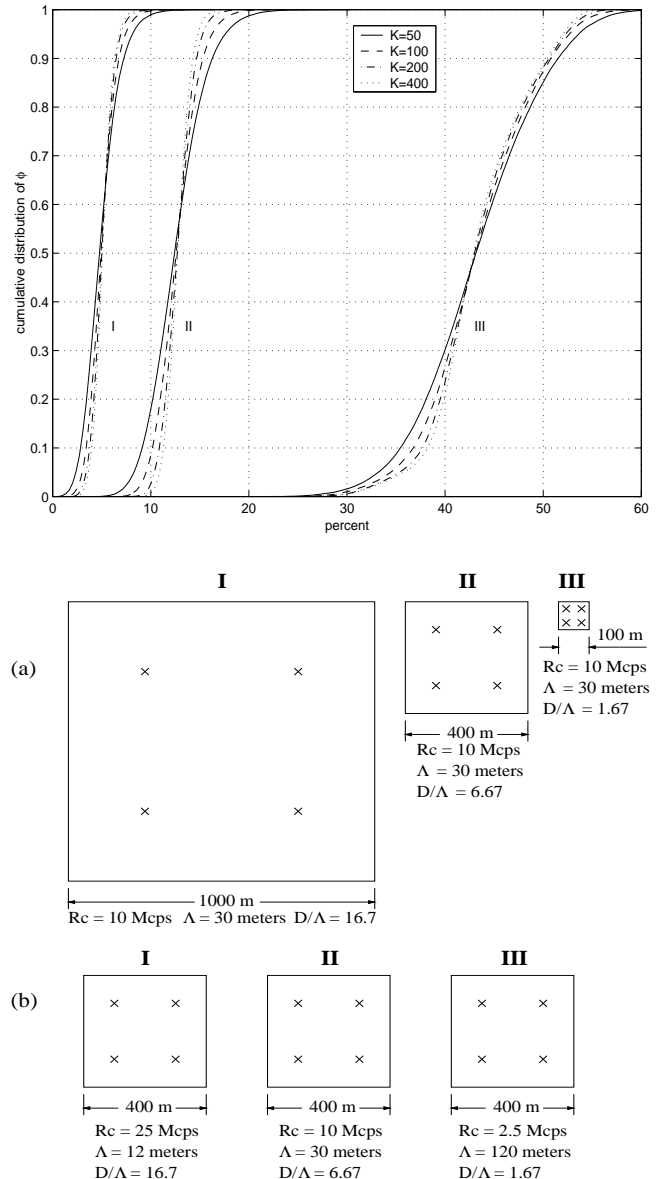 1
0.9
0.8
0.7
0.6
0.5
0.4
0.3
0.2
0.1
0
cumulative distribution of ϕ
K=50
K=100
K=200
K=400
I
II
III
0 10 20 30 40 50 60
percent
(a)
I
1000 m
Rc = 10 Mcps Λ = 30 meters D/Λ = 16.7
II
400 m
Rc = 10 Mcps
Λ = 30 meters
D/Λ = 6.67
III
100 m
Rc = 10 Mcps
Λ = 30 meters
D/Λ = 1.67
(b)
I
400 m
Rc = 25 Mcps
Λ = 12 meters
D/Λ = 16.7
II
400 m
Rc = 10 Mcps
Λ = 30 meters
D/Λ = 6.67
III
400 m
Rc = 2.5 Mcps
Λ = 120 meters
D/Λ = 1.67